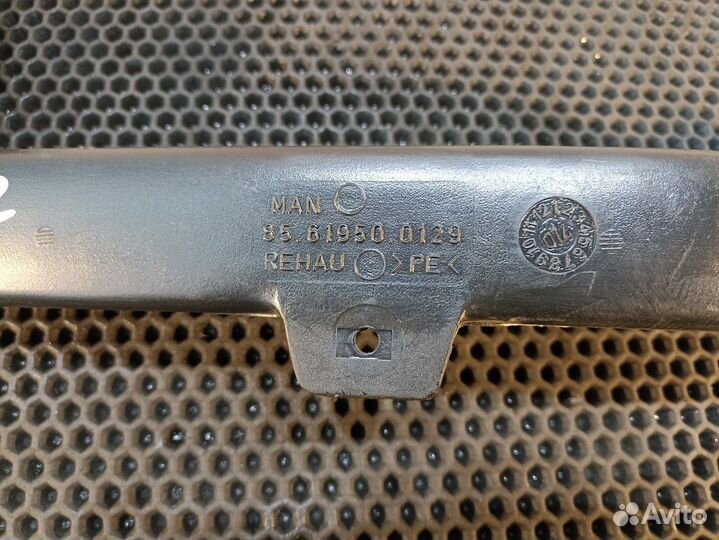 MAN
85.61950 0129
REHAU >PE<
Avito